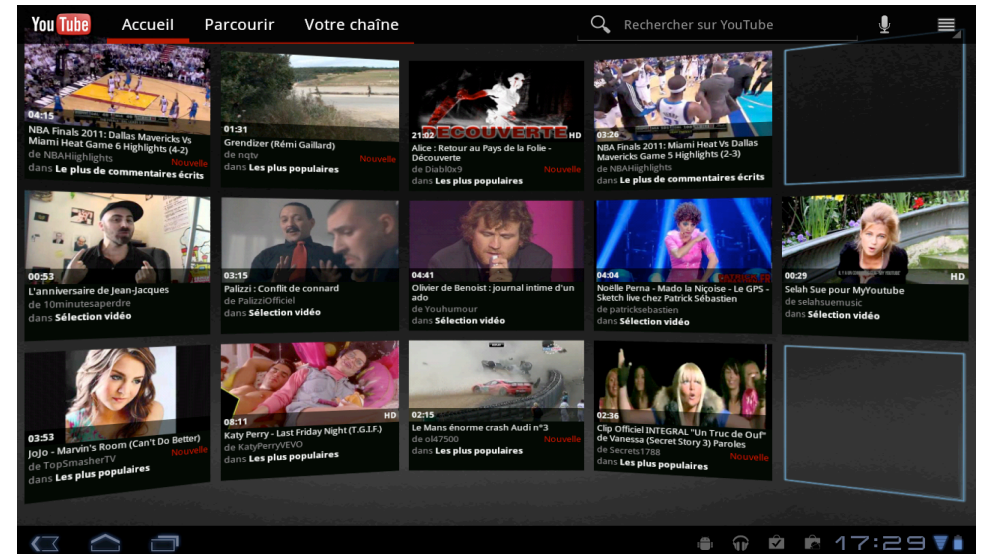 YouTube Accueil Parcourir Votre chaîne Rechercher sur YouTube
04:15
NBA Finals 2011: Dallas Mavericks Vs
Miami Heat Game 6 Highlights (4-2)
de NBAHiighlights
Nouvelle
dans Le plus de commentaires écrits
01:31
Grendizer (Rémi Gaillard)
de nqtv
Nouvelle
dans Les plus populaires
DECOUVERTE
21:02 HD
Alice : Retour au Pays de la Folie -
Découverte
de Diabl0x9
Nouvelle
dans Les plus populaires
03:26
NBA Finals 2011: Miami Heat Vs Dallas
Mavericks Game 5 Highlights (2-3)
de NBAHiighlights
dans Le plus de commentaires écrits
00:53
L'anniversaire de Jean-Jacques
de 10minutesaperdre
dans Sélection vidéo
03:15
Palizzi : Conflit de connard
de PalizziOfficiel
dans Sélection vidéo
04:41
Olivier de Benoist : journal intime d'un
ado
de Youhumour
dans Sélection vidéo
04:04
Noëlle Perna - Mado la Niçoise - Le GPS -
Sketch live chez Patrick Sébastien
de patricksebastien
dans Sélection vidéo
00:29 HD
Selah Sue pour MyYoutube
de selahsuemusic
dans Sélection vidéo
03:53
JoJo - Marvin's Room (Can't Do Better)
de TopSmasherTV
Nouvelle
dans Les plus populaires
08:11 HD
Katy Perry - Last Friday Night (T.G.I.F.)
de KatyPerryVEVO
dans Les plus populaires
02:15
Le Mans énorme crash Audi n°3
de ol47500
Nouvelle
dans Les plus populaires
02:36
Clip Officiel INTEGRAL "Un Truc de Ouf"
de Vanessa (Secret Story 3) Paroles
de Secrets1788
Nouvelle
dans Les plus populaires
17:29